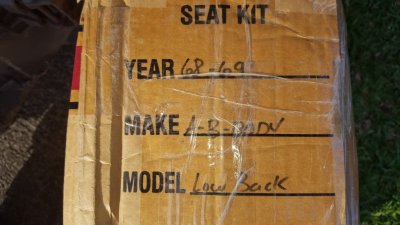 SEAT KIT
YEAR 68-69
MAKE A-B-BODY
MODEL Low Back